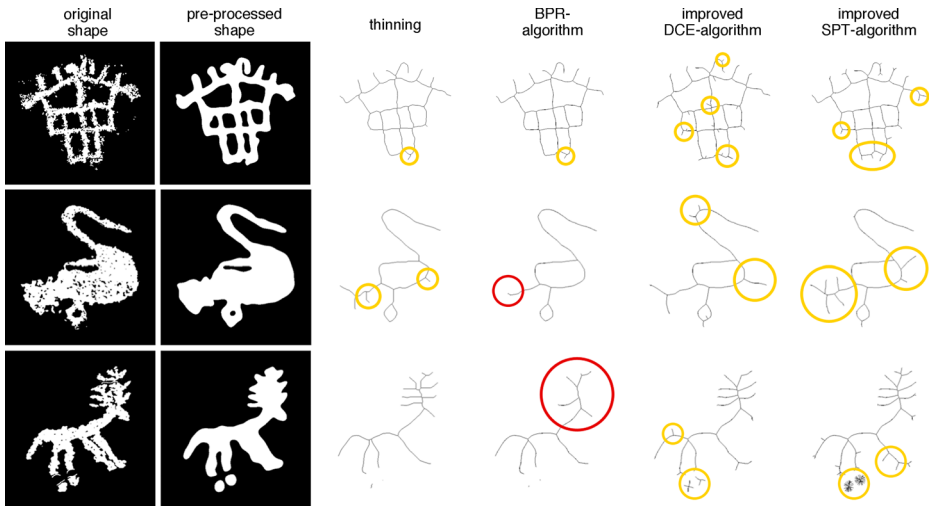 original
shape
pre-processed
shape
thinning
BPR-
algorithm
improved
DCE-algorithm
improved
SPT-algorithm